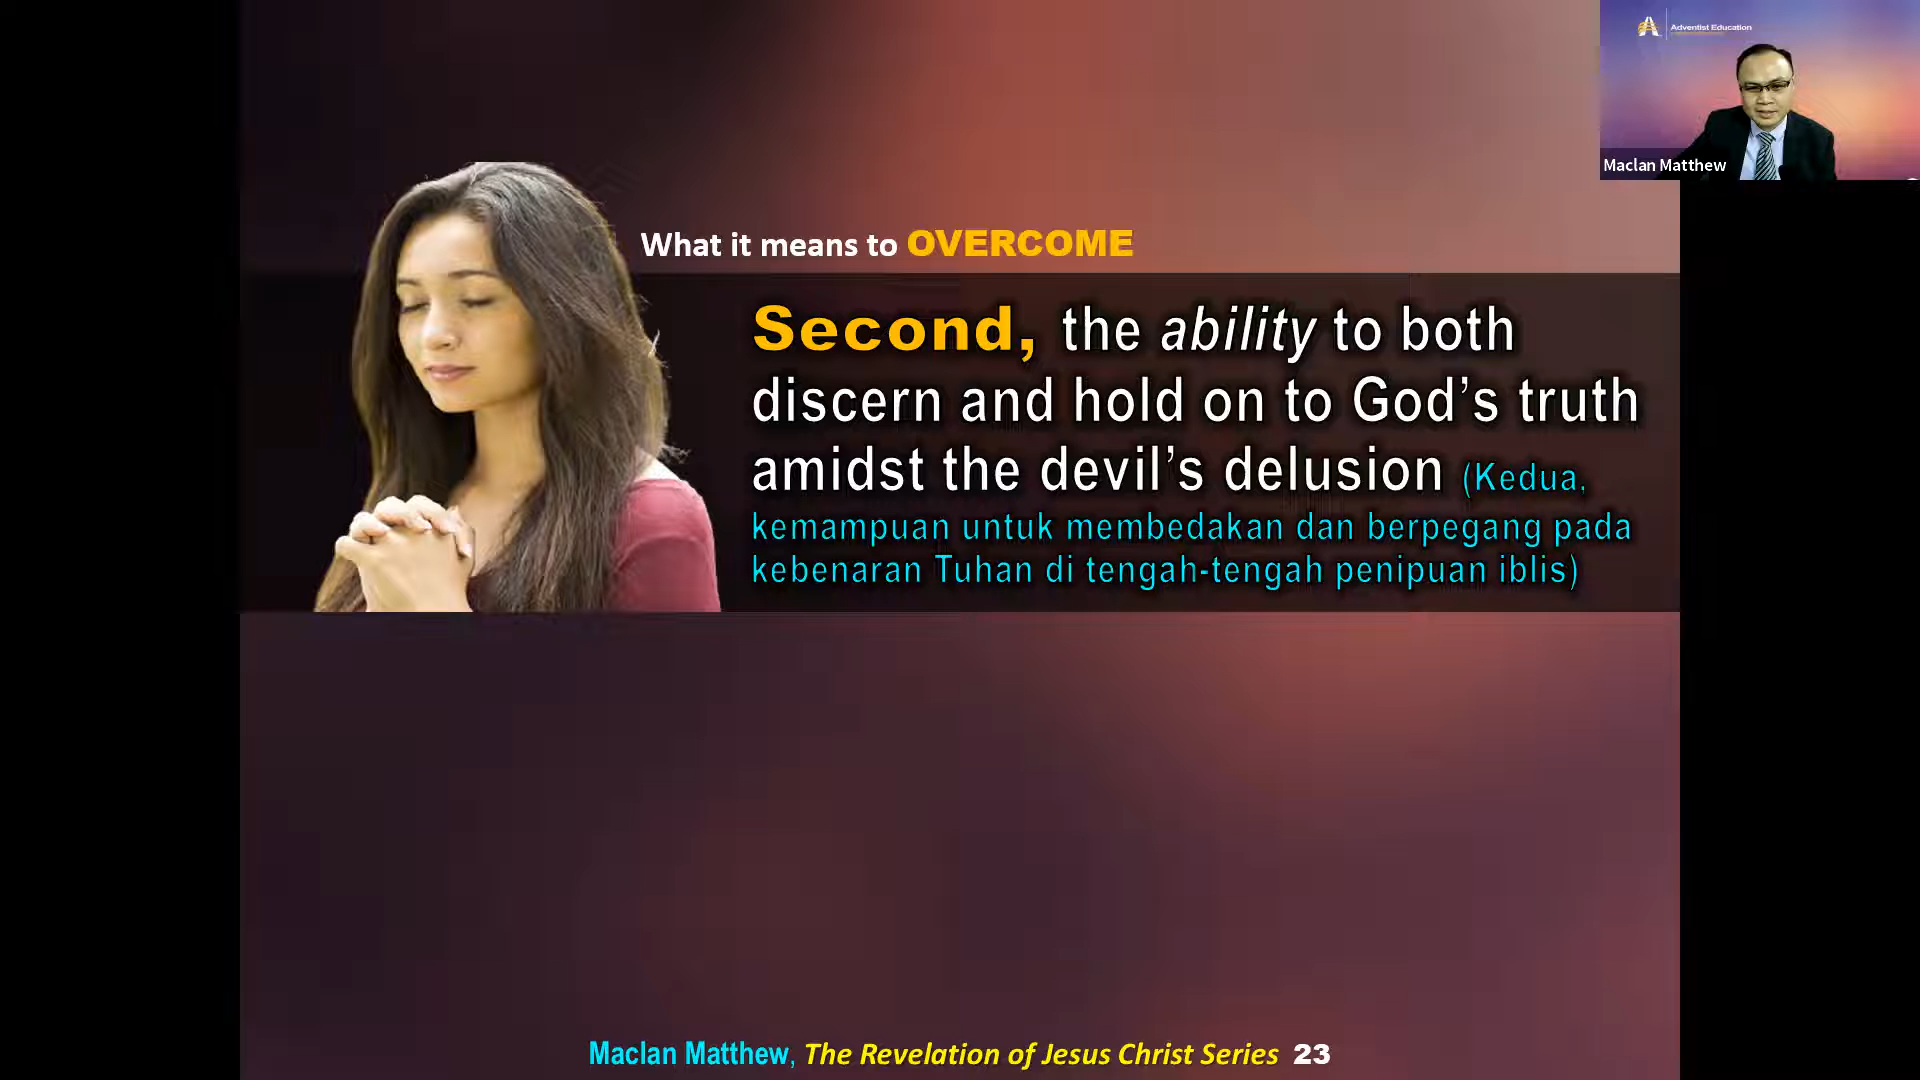 Adventist Education
Maclan Matthew
What it means to OVERCOME
Second, the ability to both
discern and hold on to God’s truth
amidst the devil’s delusion (Kedua,
kemampuan untuk membedakan dan berpegang pada
kebenaran Tuhan di tengah-tengah penipuan iblis)
Maclan Matthew, The Revelation of Jesus Christ Series 23